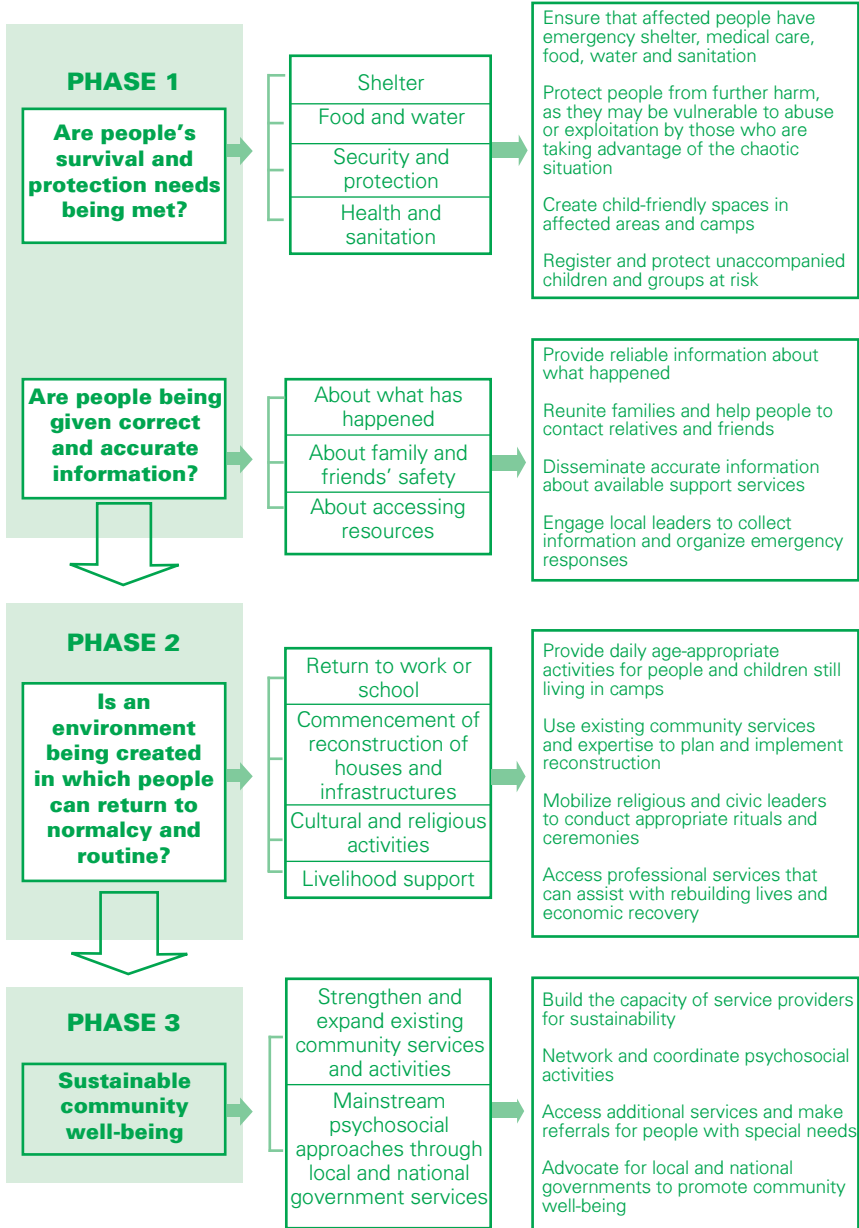 PHASE 1
Are people’s
survival and
protection needs
being met?
Shelter
Food and water
Security and
protection
Health and
sanitation
Ensure that affected people have
emergency shelter, medical care,
food, water and sanitation
Protect people from further harm,
as they may be vulnerable to abuse
or exploitation by those who are
taking advantage of the chaotic
situation
Create child-friendly spaces in
affected areas and camps
Register and protect unaccompanied
children and groups at risk
Are people being
given correct
and accurate
information?
About what has
happened
About family and
friends’ safety
About accessing
resources
Provide reliable information about
what happened
Reunite families and help people to
contact relatives and friends
Disseminate accurate information
about available support services
Engage local leaders to collect
information and organize emergency
responses
PHASE 2
Is an
environment
being created
in which people
can return to
normalcy and
routine?
Return to work or
school
Commencement of
reconstruction of
houses and
infrastructures
Cultural and religious
activities
Livelihood support
Provide daily age-appropriate
activities for people and children still
living in camps
Use existing community services
and expertise to plan and implement
reconstruction
Mobilize religious and civic leaders
to conduct appropriate rituals and
ceremonies
Access professional services that
can assist with rebuilding lives and
economic recovery
PHASE 3
Sustainable
community
well-being
Strengthen and
expand existing
community services
and activities
Mainstream
psychosocial
approaches through
local and national
government services
Build the capacity of service providers
for sustainability
Network and coordinate psychosocial
activities
Access additional services and make
referrals for people with special needs
Advocate for local and national
governments to promote community
well-being